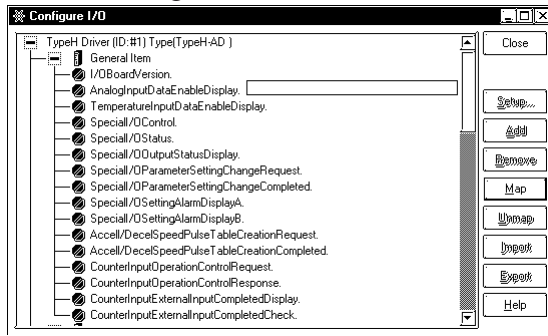 Configure I/O
TypeH Driver (ID:#1) Type(TypeH-AD )
General Item
I/OBoardVersion.
AnalogInputDataEnableDisplay.
TemperatureInputDataEnableDisplay.
SpecialI/OControl.
SpecialI/OStatus.
SpecialI/OOutputStatusDisplay.
SpecialI/OParameterSettingChangeRequest.
SpecialI/OParameterSettingChangeCompleted.
SpecialI/OSettingAlarmDisplayA.
SpecialI/OSettingAlarmDisplayB.
Accell/DecelSpeedPulseTableCreationRequest.
Accell/DecelSpeedPulseTableCreationCompleted.
CounterInputOperationControlRequest.
CounterInputOperationControlResponse.
CounterInputExternalInputCompletedDisplay.
CounterInputExternalInputCompletedCheck.
Close
Setup...
Add
Remove
Map
Unmap
Import
Export
Help